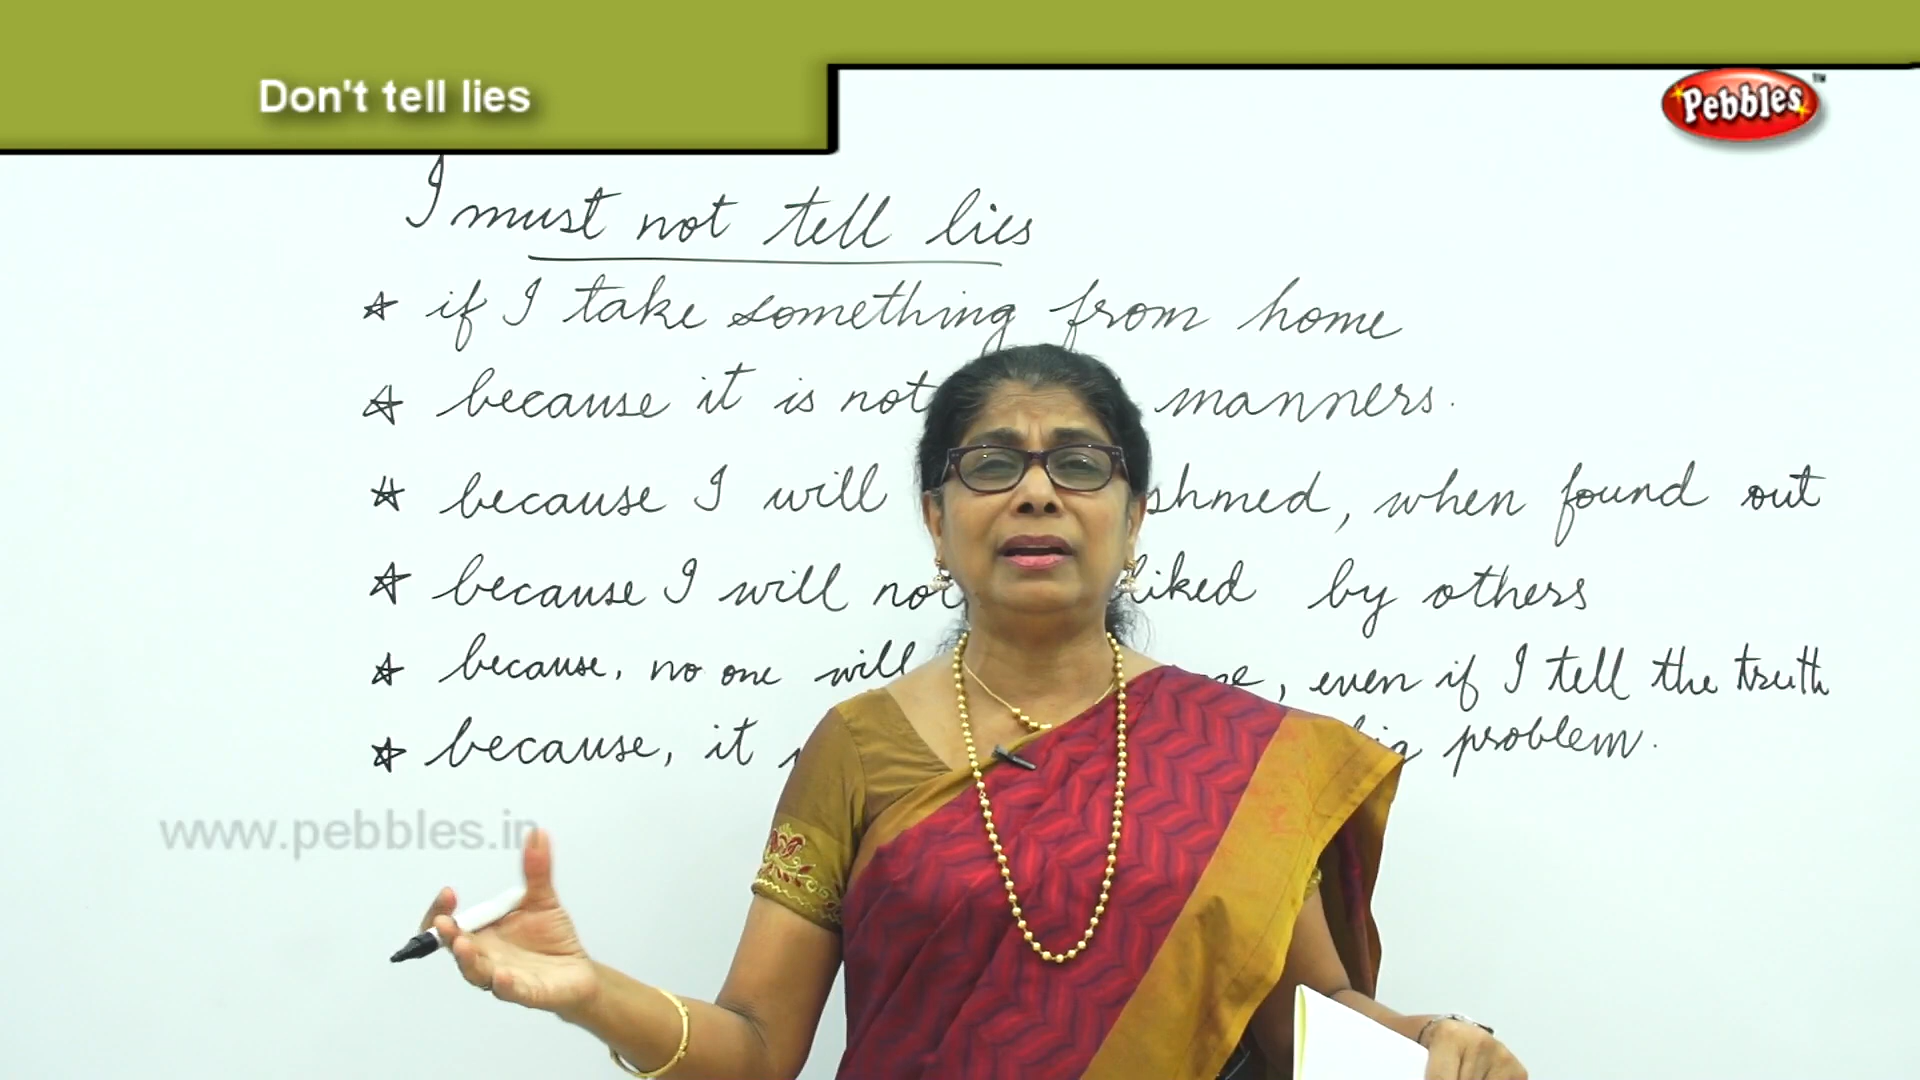 Don't tell lies
Pebbles TM
I must not tell lies
if I take something from home
because it is not manners.
because I will shmed, when found out
because I will not liked by others
because, no one will , even if I tell the truth
because, it problem.
www.pebbles.in